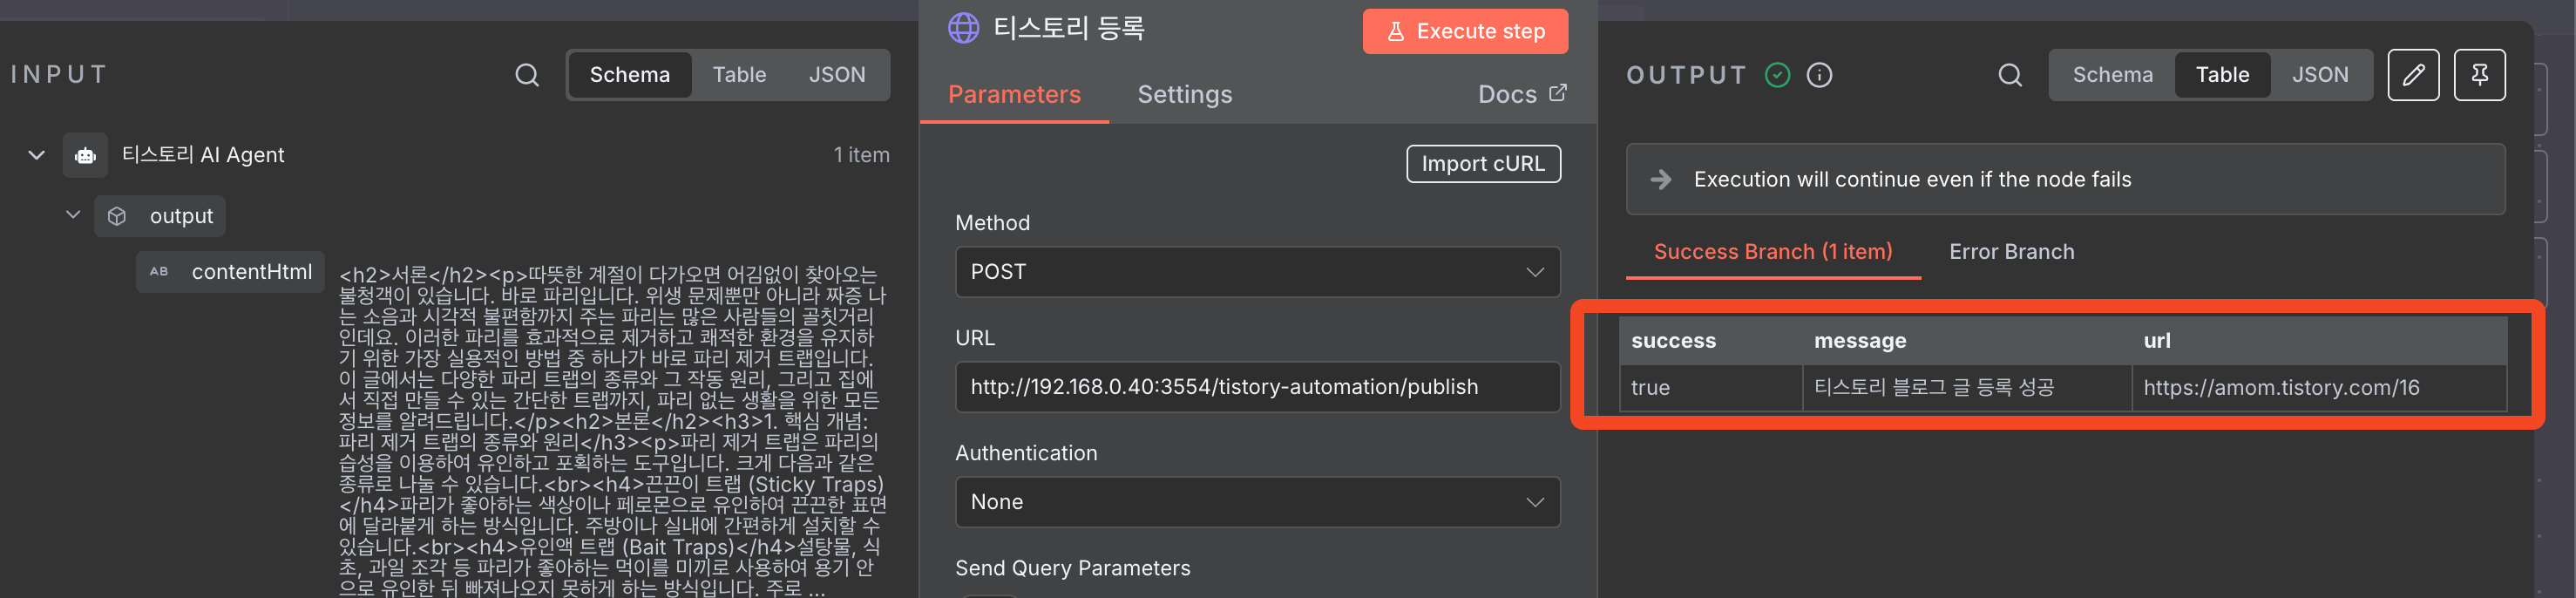 INPUT
Schema
Table
JSON
티스토리 AI Agent
1 item
output
AB
contentHtml
<h2>서론</h2><p>따뜻한 계절이 다가오면 어김없이 찾아오는
불청객이 있습니다. 바로 파리입니다. 위생 문제뿐만 아니라 짜증 나
는 소음과 시각적 불편함까지 주는 파리는 많은 사람들의 골칫거리
인데요. 이러한 파리를 효과적으로 제거하고 쾌적한 환경을 유지하
기 위한 가장 실용적인 방법 중 하나가 바로 파리 제거 트랩입니다.
이 글에서는 다양한 파리 트랩의 종류와 그 작동 원리, 그리고 집에
서 직접 만들 수 있는 간단한 트랩까지, 파리 없는 생활을 위한 모든
정보를 알려드립니다.</p><h2>본론</h2><h3>1. 핵심 개념:
파리 제거 트랩의 종류와 원리</h3><p>파리 제거 트랩은 파리의
습성을 이용하여 유인하고 포획하는 도구입니다. 크게 다음과 같은
종류로 나눌 수 있습니다.<br><h4>끈끈이 트랩 (Sticky Traps)
</h4>파리가 좋아하는 색상이나 페로몬으로 유인하여 끈끈한 표면
에 달라붙게 하는 방식입니다. 주방이나 실내에 간편하게 설치할 수
있습니다.<br><h4>유인액 트랩 (Bait Traps)</h4>설탕물, 식
초, 과일 조각 등 파리가 좋아하는 먹이를 미끼로 사용하여 용기 안
으로 유인한 뒤 빠져나오지 못하게 하는 방식입니다. 주로 ...
티스토리 등록
Execute step
Parameters
Settings
Docs
Import cURL
Method
POST
URL
http://192.168.0.40:3554/tistory-automation/publish
Authentication
None
Send Query Parameters
OUTPUT
Schema
Table
JSON
Execution will continue even if the node fails
Success Branch (1 item)
Error Branch
success message url
true 티스토리 블로그 글 등록 성공 https://amom.tistory.com/16